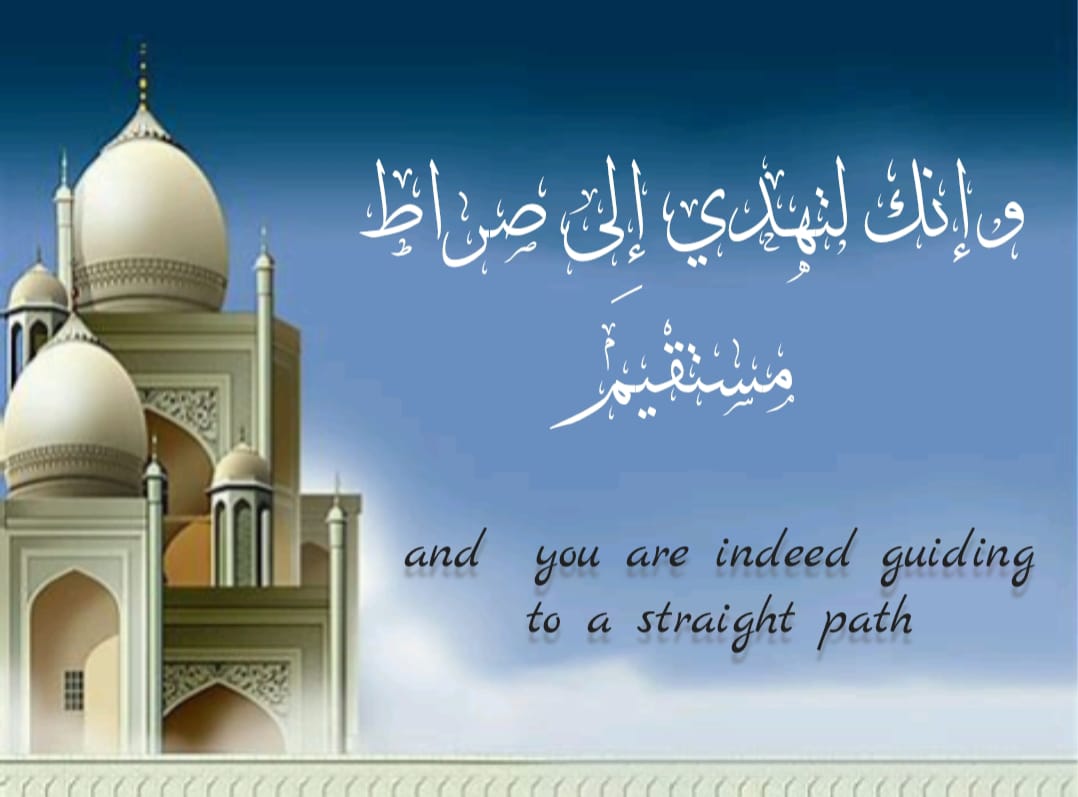 وإنك لتهدي إلى صراط
مستقيم
and you are indeed guiding
to a straight path